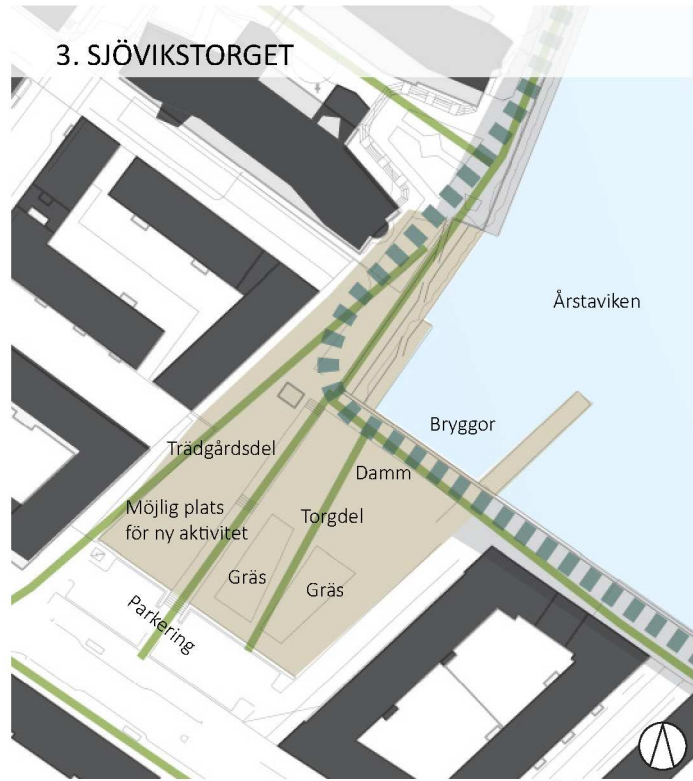 3. SJÖVIKSTORGET
Årstaviken
Bryggor
Trädgårdsdel
Damm
Möjlig plats
för ny aktivitet
Torgdel
Gräs
Gräs
Parkering